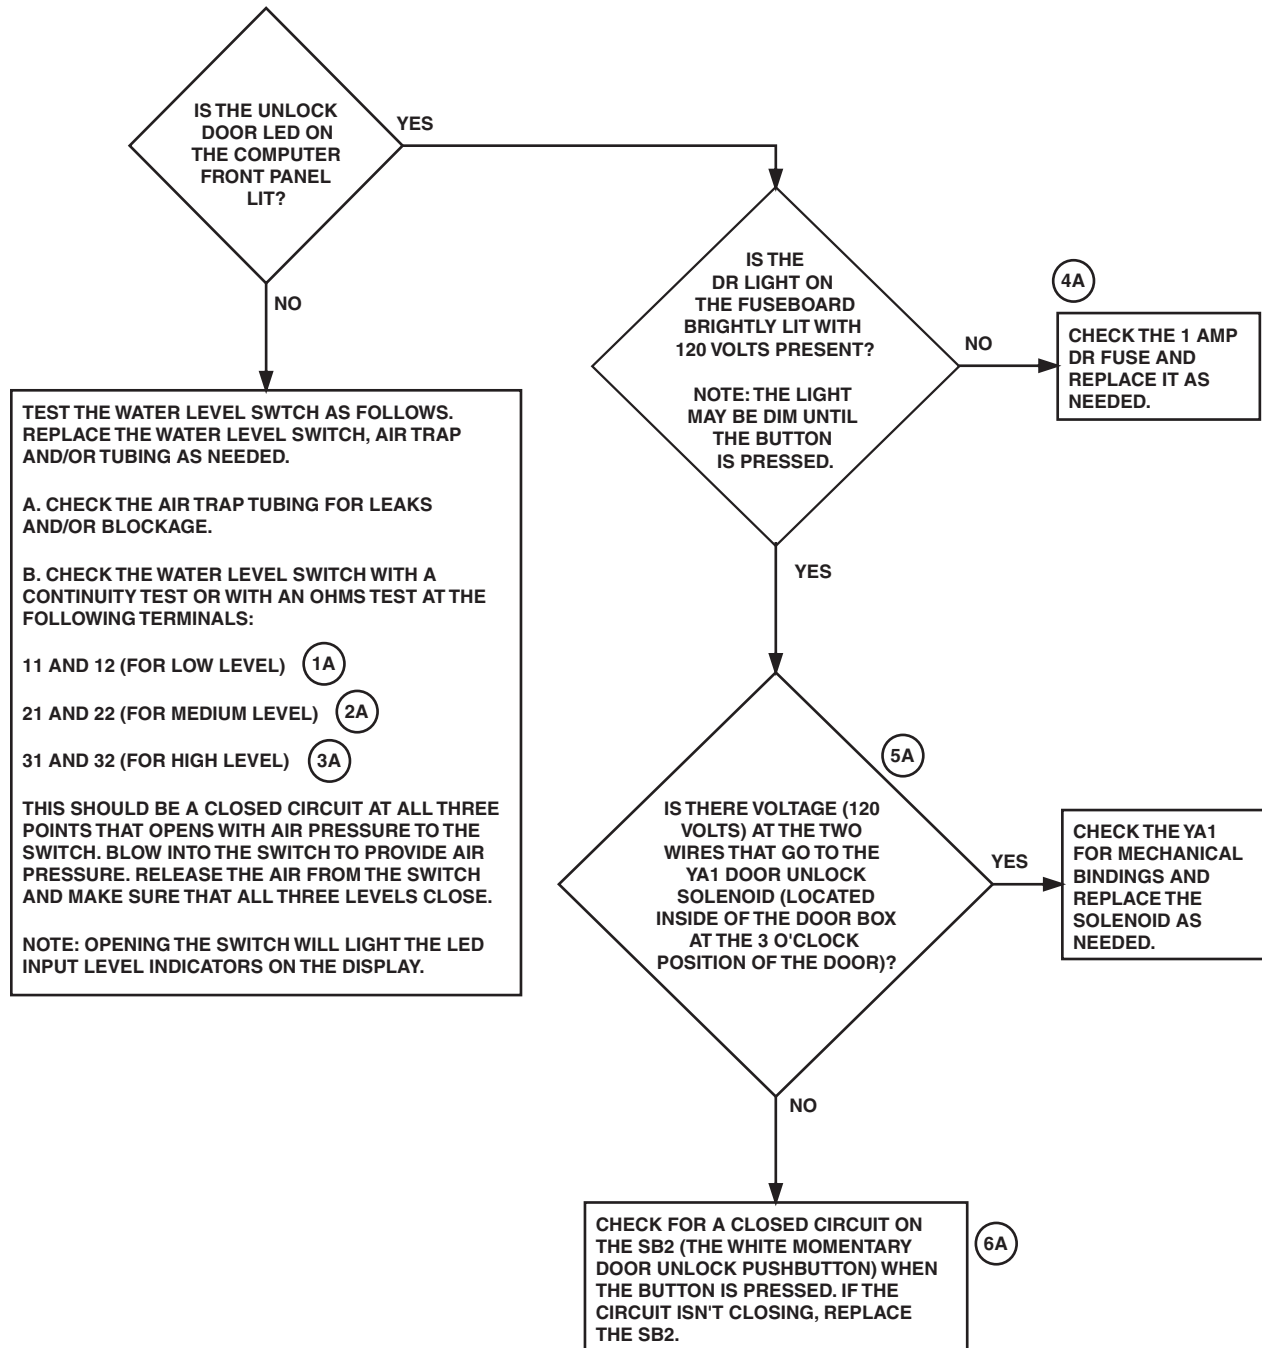 IS THE UNLOCK
DOOR LED ON
THE COMPUTER
FRONT PANEL
LIT?
YES
NO
TEST THE WATER LEVEL SWTCH AS FOLLOWS.
REPLACE THE WATER LEVEL SWITCH, AIR TRAP
AND/OR TUBING AS NEEDED.
A. CHECK THE AIR TRAP TUBING FOR LEAKS
AND/OR BLOCKAGE.
B. CHECK THE WATER LEVEL SWITCH WITH A
CONTINUITY TEST OR WITH AN OHMS TEST AT THE
FOLLOWING TERMINALS:
11 AND 12 (FOR LOW LEVEL) 1A
21 AND 22 (FOR MEDIUM LEVEL) 2A
31 AND 32 (FOR HIGH LEVEL) 3A
THIS SHOULD BE A CLOSED CIRCUIT AT ALL THREE
POINTS THAT OPENS WITH AIR PRESSURE TO THE
SWITCH. BLOW INTO THE SWITCH TO PROVIDE AIR
PRESSURE. RELEASE THE AIR FROM THE SWITCH
AND MAKE SURE THAT ALL THREE LEVELS CLOSE.
NOTE: OPENING THE SWITCH WILL LIGHT THE LED
INPUT LEVEL INDICATORS ON THE DISPLAY.
IS THE
DR LIGHT ON
THE FUSEBOARD
BRIGHTLY LIT WITH
120 VOLTS PRESENT?
NOTE: THE LIGHT
MAY BE DIM UNTIL
THE BUTTON
IS PRESSED.
NO
4A
CHECK THE 1 AMP
DR FUSE AND
REPLACE IT AS
NEEDED.
YES
5A
IS THERE VOLTAGE (120
VOLTS) AT THE TWO
WIRES THAT GO TO THE
YA1 DOOR UNLOCK
SOLENOID (LOCATED
INSIDE OF THE DOOR BOX
AT THE 3 O'CLOCK
POSITION OF THE DOOR)?
YES
CHECK THE YA1
FOR MECHANICAL
BINDINGS AND
REPLACE THE
SOLENOID AS
NEEDED.
NO
CHECK FOR A CLOSED CIRCUIT ON
THE SB2 (THE WHITE MOMENTARY
DOOR UNLOCK PUSHBUTTON) WHEN
THE BUTTON IS PRESSED. IF THE
CIRCUIT ISN'T CLOSING, REPLACE
THE SB2.
6A